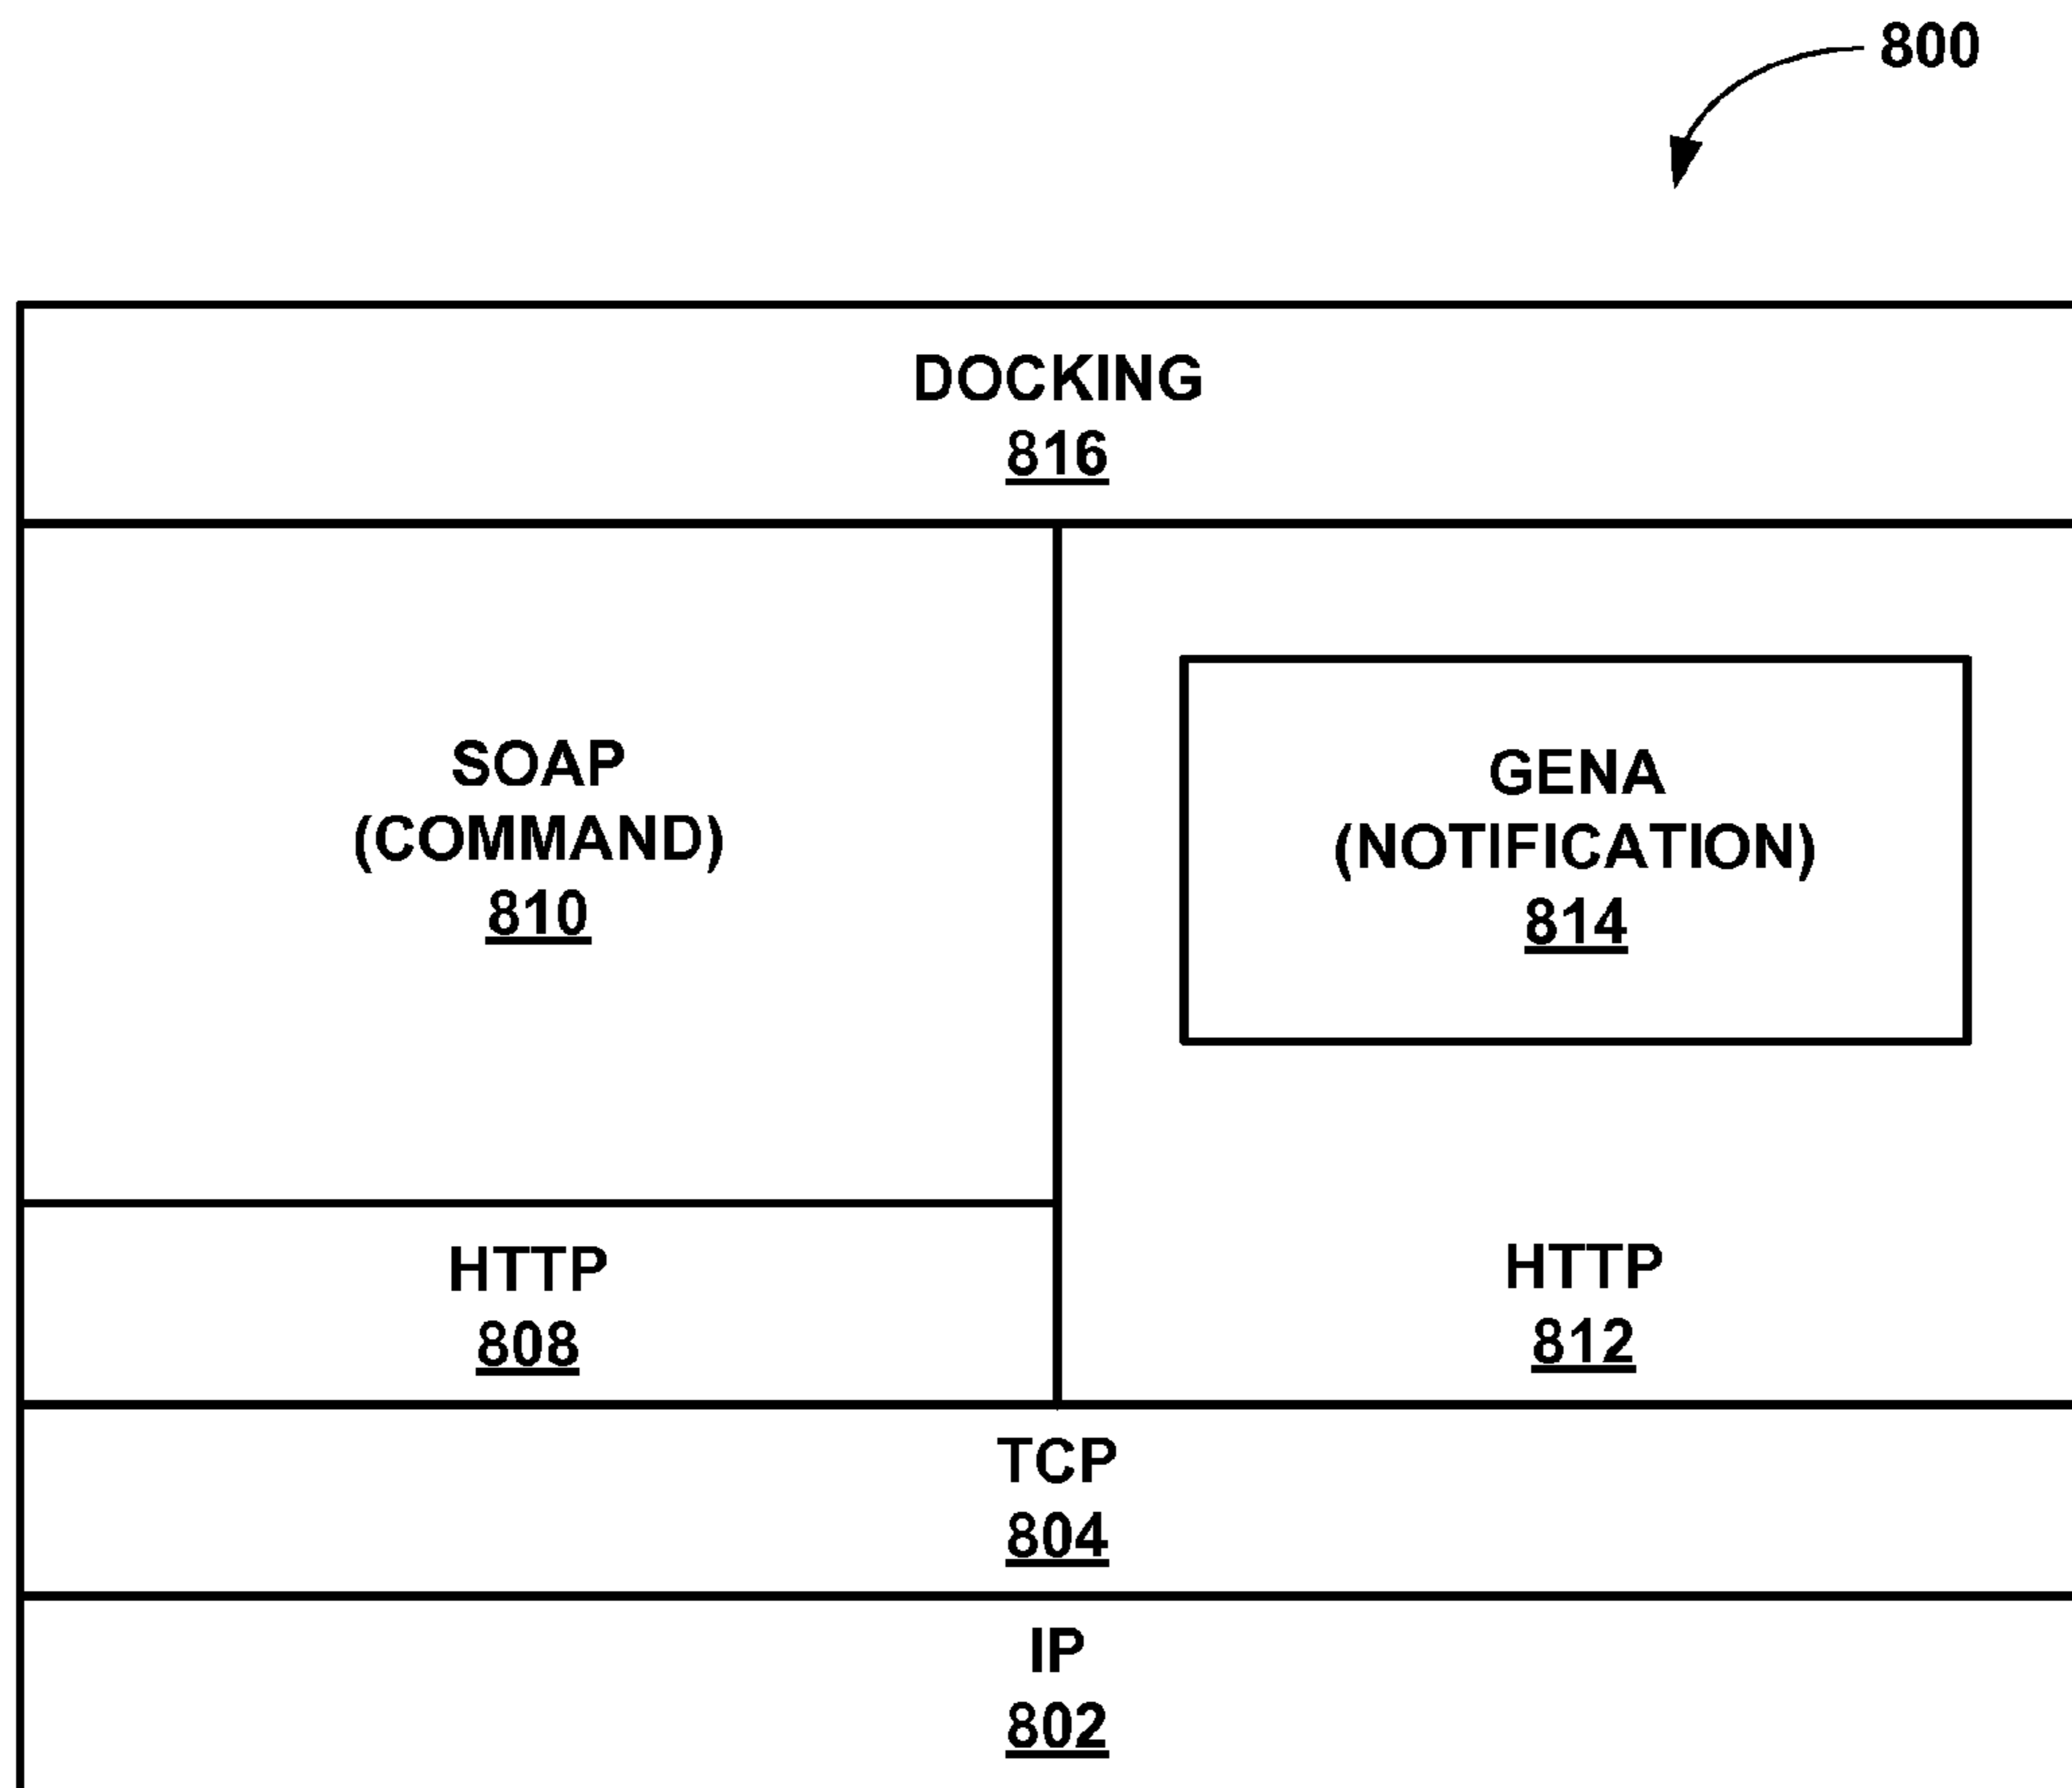 800
DOCKING
816
SOAP
(COMMAND)
810
GENA
(NOTIFICATION)
814
HTTP
808
HTTP
812
TCP
804
IP
802